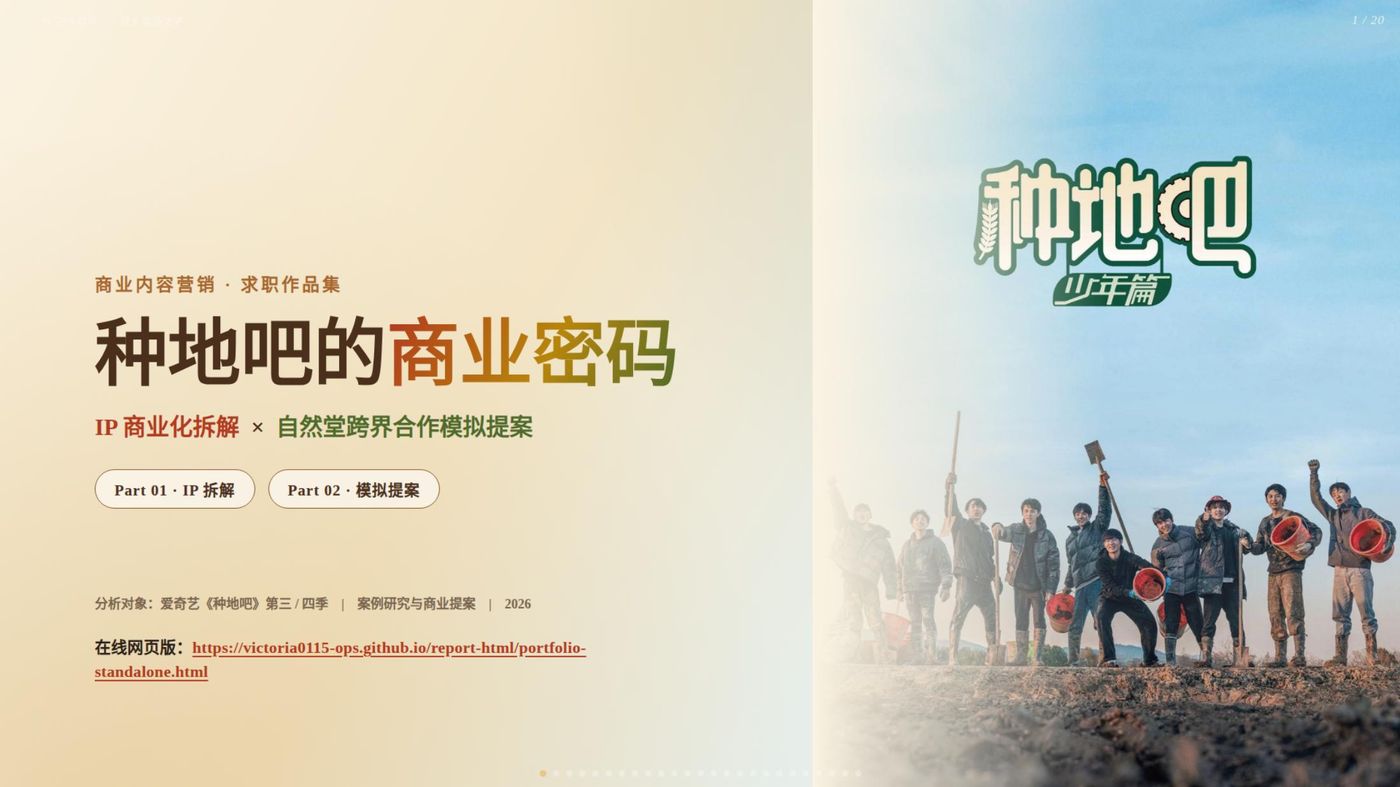 1 / 20
种地吧
少年篇
商业内容营销 · 求职作品集
种地吧的商业密码
IP 商业化拆解 × 自然堂跨界合作模拟提案
Part 01 · IP 拆解 Part 02 · 模拟提案
分析对象：爱奇艺《种地吧》第三 / 四季 | 案例研究与商业提案 | 2026
在线网页版：https://victoria0115-ops.github.io/report-html/portfolio-
standalone.html